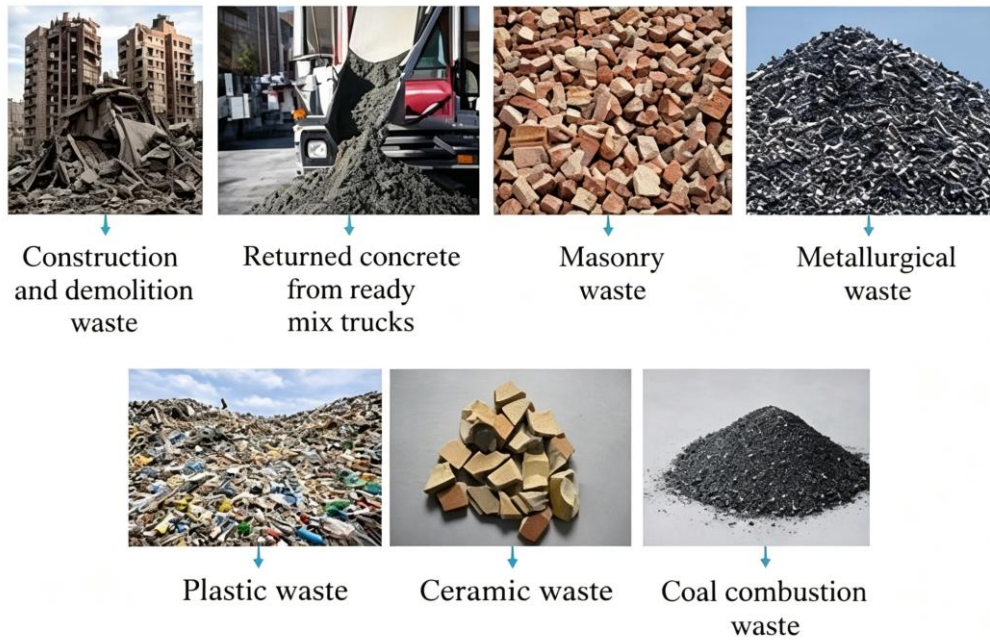 Construction
and demolition
waste
Returned concrete
from ready
mix trucks
Masonry
waste
Metallurgical
waste
Plastic waste
Ceramic waste
Coal combustion
waste